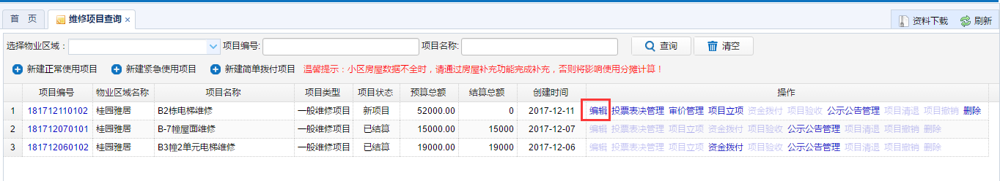 首 页 维修项目查询 × 资料下载 刷新
选择物业区域： 项目编号: 项目名称: 查询 清空
新建正常使用项目 新建紧急使用项目 新建简单拨付项目 温馨提示：小区房屋数据不全时，请通过房屋补充功能完成补充，否则将影响使用分摊计算！
项目编号 物业区域名称 项目名称 项目类型 项目状态 预算总额 结算总额 创建时间 操作
1 181712110102 桂园雅居 B2栋电梯维修 一般维修项目 新项目 52000.00 0 2017-12-11 编辑 投票表决管理 审价管理 项目立项 资金拨付 项目验收 公示公告管理 项目清退 项目撤销 删除
2 181712070101 桂园雅居 B-7幢屋面维修 一般维修项目 已结算 15000.00 15000 2017-12-07 编辑 投票表决管理 审价管理 项目立项 资金拨付 项目验收 公示公告管理 项目清退 项目撤销 删除
3 181712060102 桂园雅居 B3幢2单元电梯维修 一般维修项目 已结算 19000.00 19000 2017-12-06 编辑 投票表决管理 审价管理 项目立项 资金拨付 项目验收 公示公告管理 项目清退 项目撤销 删除